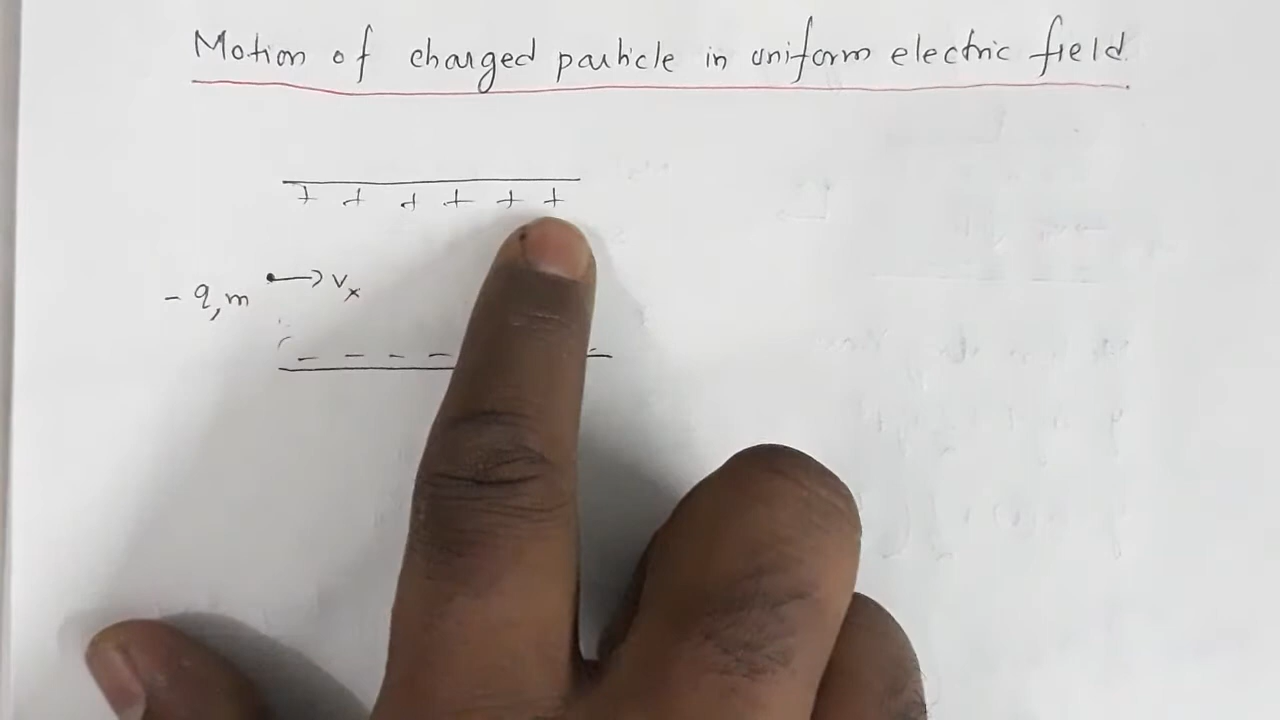 Motion of charged particle in uniform electric field.
+ + + + + +
- q, m → vx
- - - - -